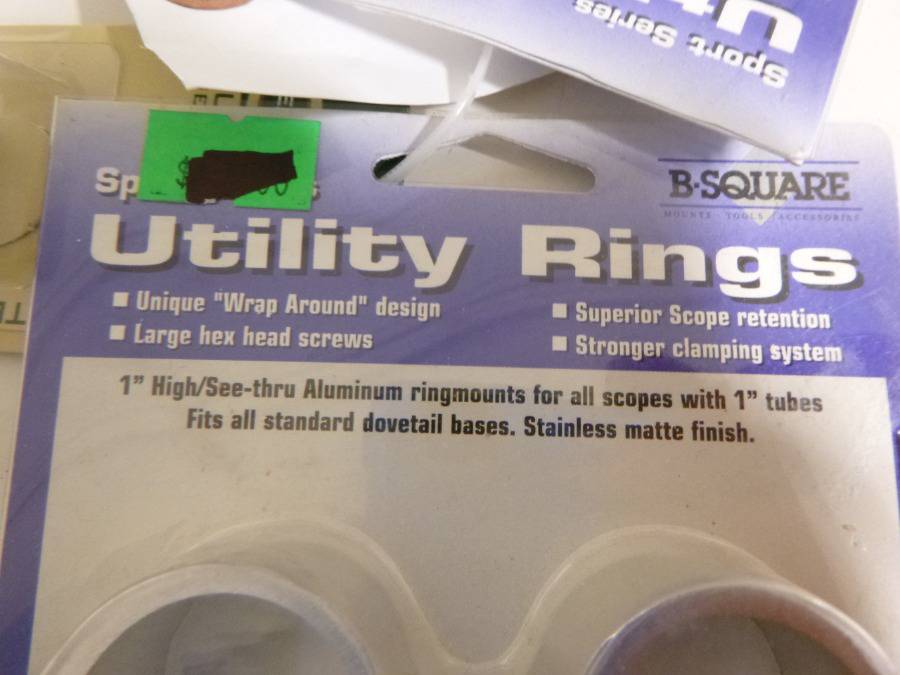 Sport Series
Uti
B-SQUARE
MOUNTS TOOLS ACCESSORIES
Utility Rings
■ Unique "Wrap Around" design
■ Large hex head screws
■ Superior Scope retention
■ Stronger clamping system
1” High/See-thru Aluminum ringmounts for all scopes with 1” tubes
Fits all standard dovetail bases. Stainless matte finish.